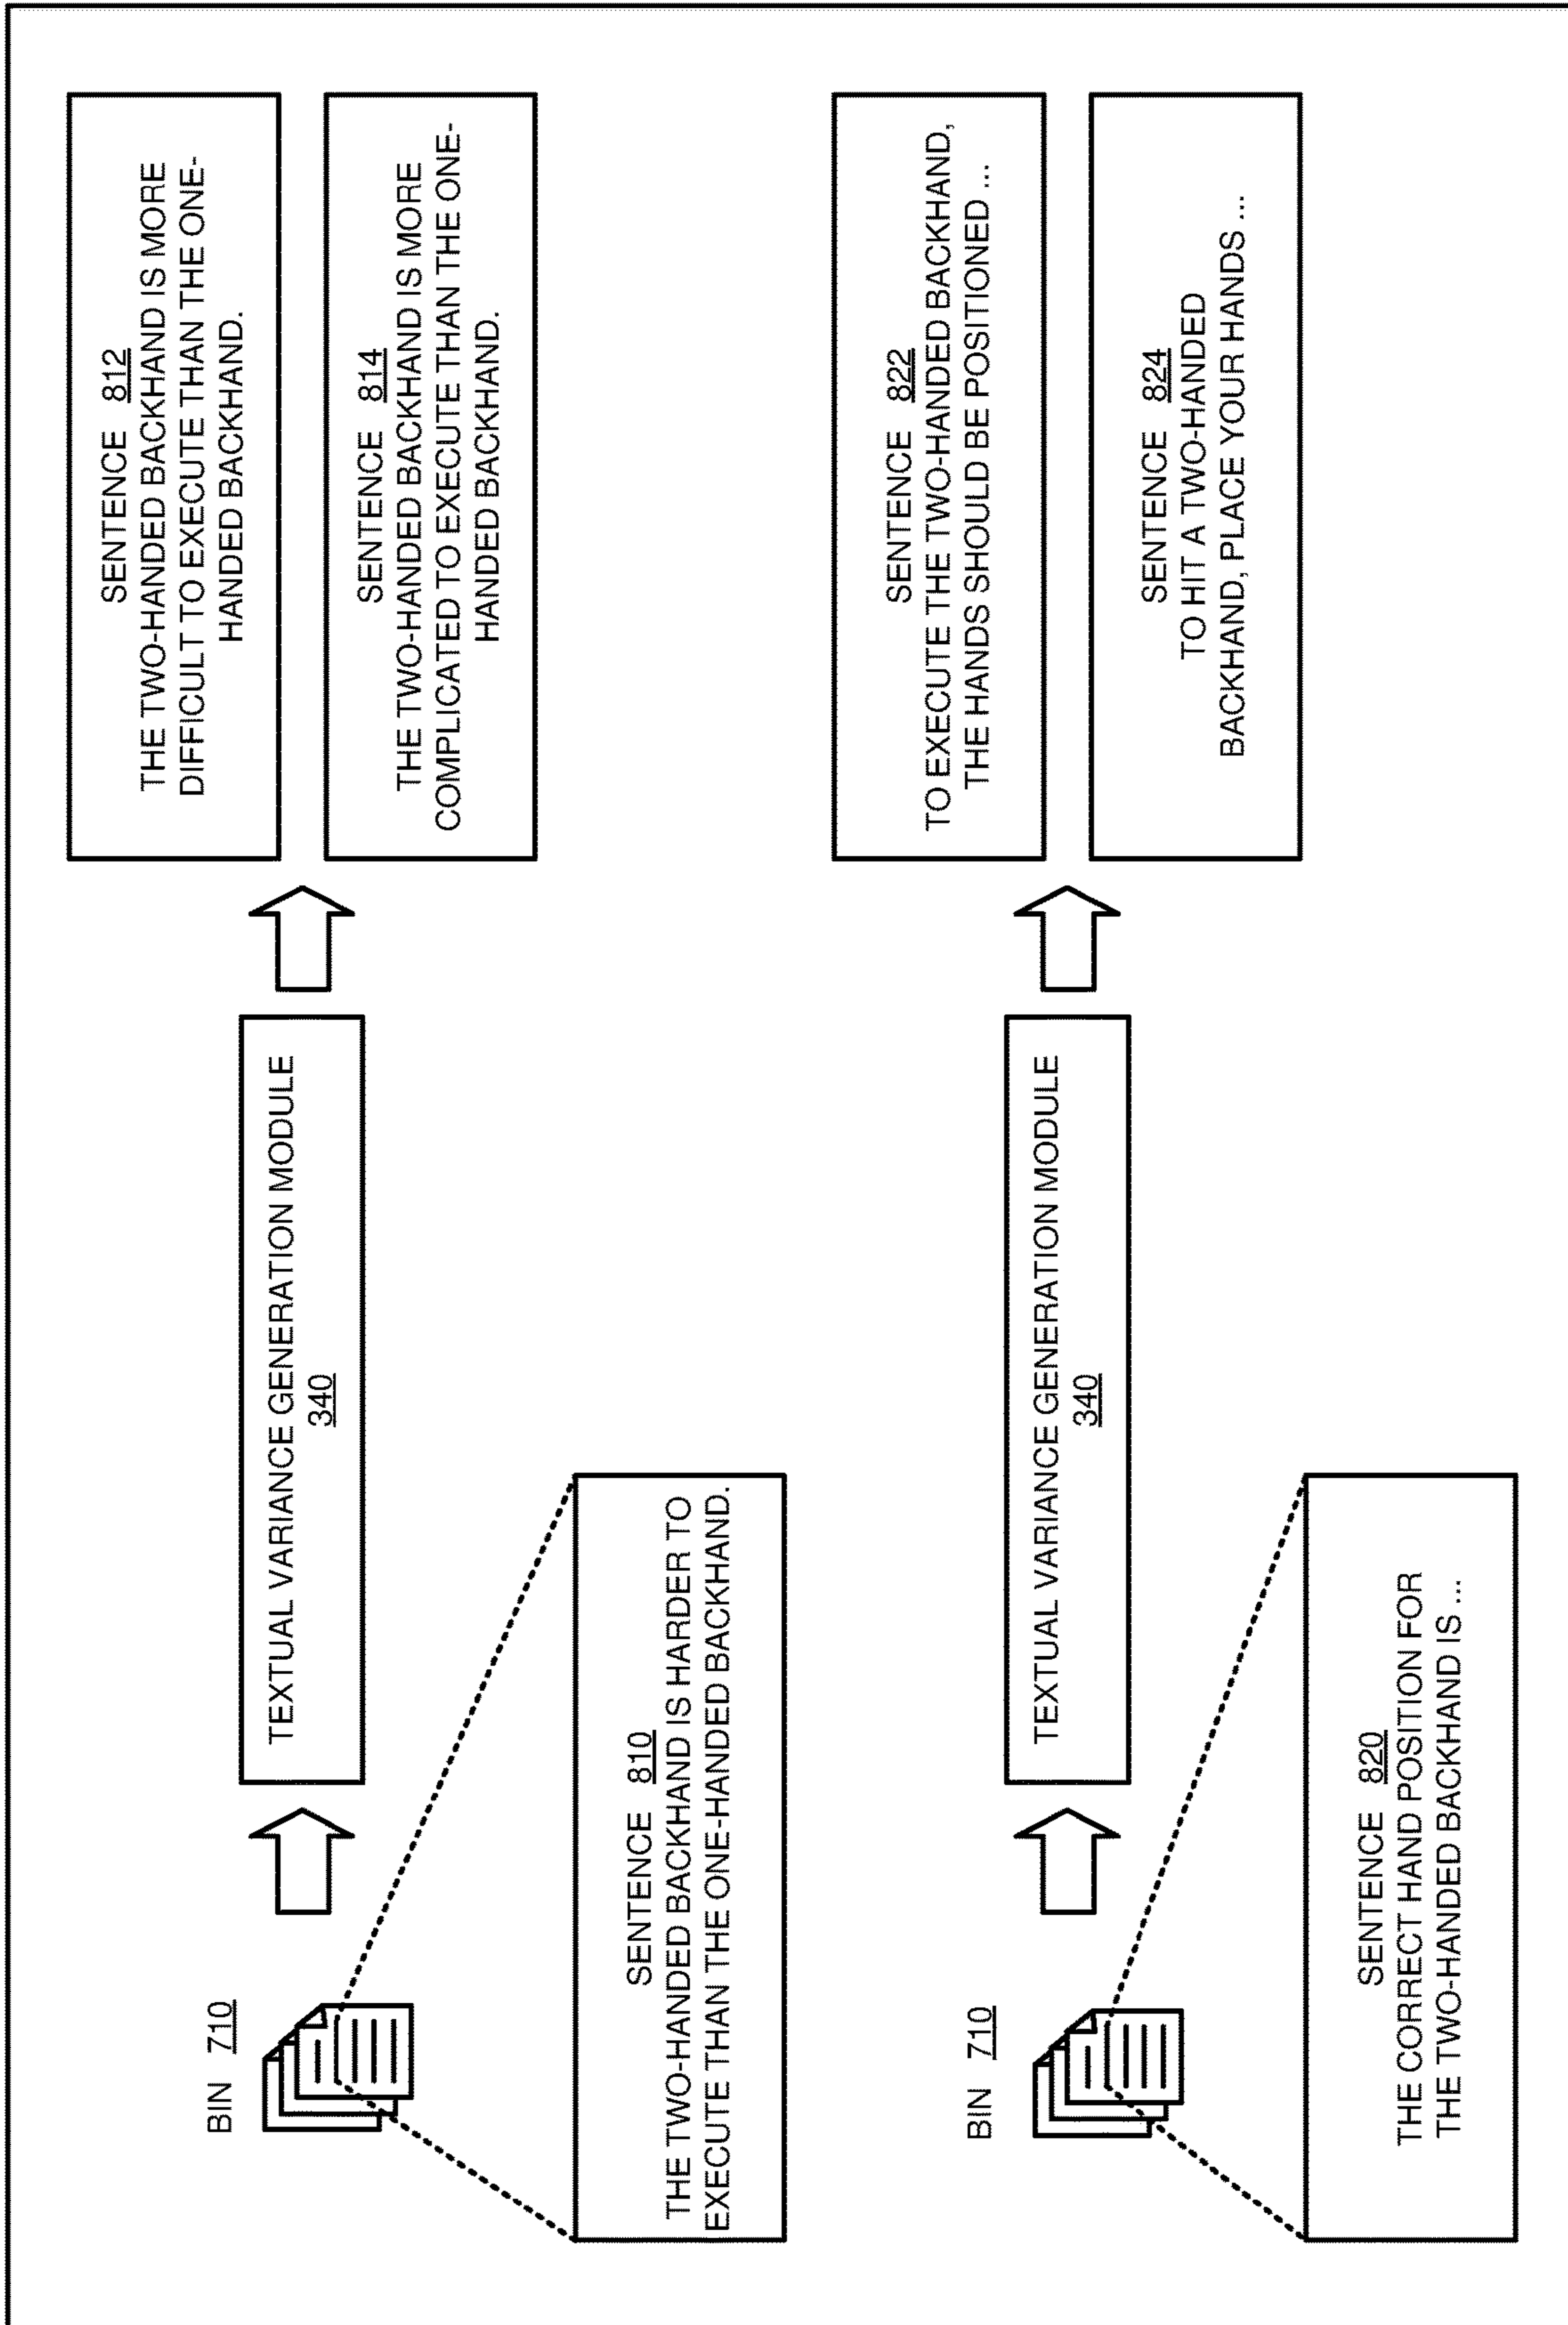 BIN 710
TEXTUAL VARIANCE GENERATION MODULE
340
SENTENCE 812
THE TWO-HANDED BACKHAND IS MORE
DIFFICULT TO EXECUTE THAN THE ONE-
HANDED BACKHAND.
SENTENCE 814
THE TWO-HANDED BACKHAND IS MORE
COMPLICATED TO EXECUTE THAN THE ONE-
HANDED BACKHAND.
SENTENCE 810
THE TWO-HANDED BACKHAND IS HARDER TO
EXECUTE THAN THE ONE-HANDED BACKHAND.
BIN 710
TEXTUAL VARIANCE GENERATION MODULE
340
SENTENCE 822
TO EXECUTE THE TWO-HANDED BACKHAND,
THE HANDS SHOULD BE POSITIONED ...
SENTENCE 824
TO HIT A TWO-HANDED
BACKHAND, PLACE YOUR HANDS ...
SENTENCE 820
THE CORRECT HAND POSITION FOR
THE TWO-HANDED BACKHAND IS ...